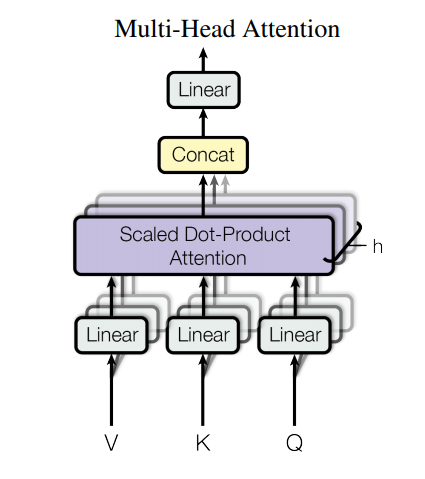 Multi-Head Attention
Linear
Concat
Scaled Dot-Product
Attention
h
Linear Linear Linear
V K Q